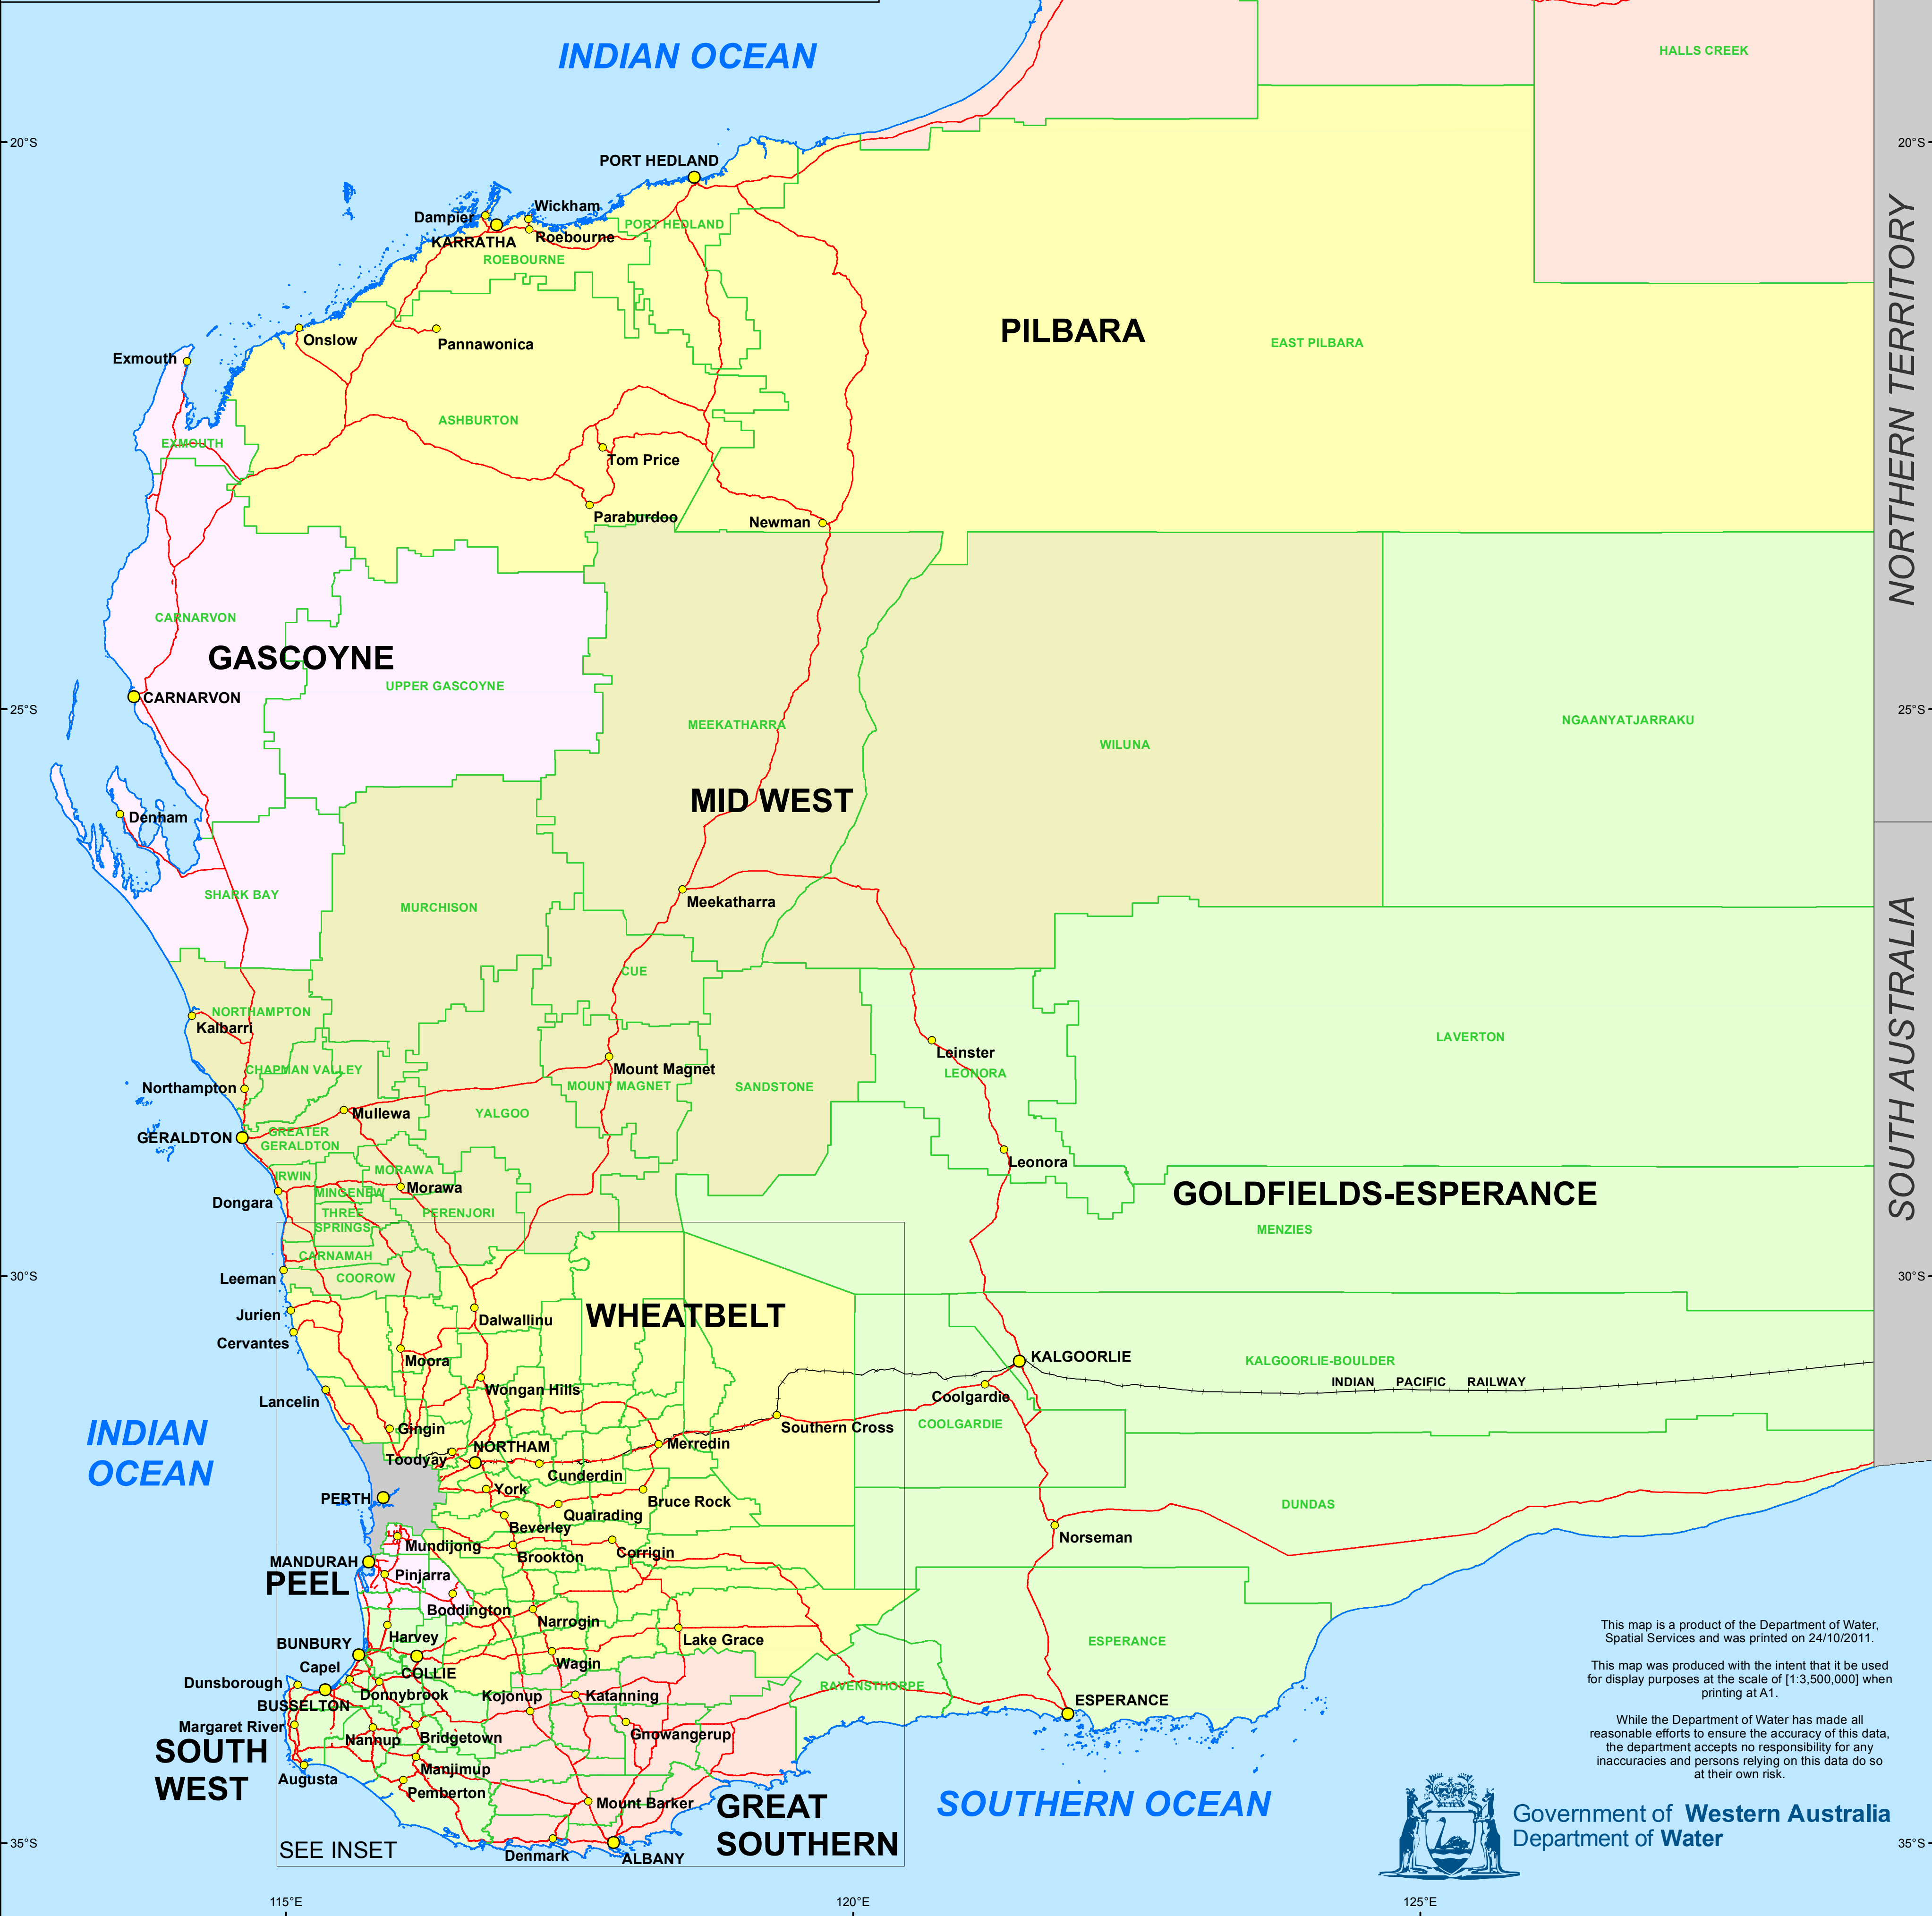 INDIAN OCEAN
HALLS CREEK
20°S
20°S
PORT HEDLAND
Wickham
Dampier
PORT HEDLAND
KARRATHA
Roebourne
ROEBOURNE
NORTHERN TERRITORY
PILBARA
EAST PILBARA
Onslow
Pannawonica
Exmouth
ASHBURTON
EXMOUTH
Tom Price
Paraburdoo
Newman
CARNARVON
GASCOYNE
UPPER GASCOYNE
CARNARVON
25°S
25°S
MEEKATHARRA
WILUNA
NGAANYATJARRAKU
MID WEST
Denham
SHARK BAY
MURCHISON
Meekatharra
CUE
SOUTH AUSTRALIA
NORTHAMPTON
Kalbarri
LAVERTON
Leinster
LEONORA
CHAPMAN VALLEY
Mount Magnet
MOUNT MAGNET
SANDSTONE
Northampton
Mullewa
YALGOO
GERALDTON
GREATER
GERALDTON
Leonora
MORAWA
IRWIN
Morawa
MINGENEW
Dongara
THREE
SPRINGS
PERENJORI
GOLDFIELDS-ESPERANCE
MENZIES
CARNAMAH
COOROW
Leeman
30°S
30°S
Jurien
Dalwallinu
WHEATBELT
Cervantes
Moora
KALGOORLIE
KALGOORLIE-BOULDER
INDIAN PACIFIC RAILWAY
Wongan Hills
Coolgardie
Lancelin
COOLGARDIE
Southern Cross
Gingin
INDIAN
OCEAN
Merredin
NORTHAM
Toodyay
Cunderdin
York
PERTH
Bruce Rock
DUNDAS
Quairading
Beverley
Norseman
Mundijong
Brookton
Corrigin
MANDURAH
PEEL
Pinjarra
Boddington
Narrogin
Harvey
Lake Grace
BUNBURY
ESPERANCE
Capel
COLLIE
Wagin
Dunsborough
BUSSELTON
Donnybrook
Kojonup
Katanning
RAVENSTHORPE
ESPERANCE
Margaret River
Nannup
Bridgetown
Gnowangerup
SOUTH
WEST
Augusta
Manjimup
Pemberton
Mount Barker
GREAT
SOUTHERN
SOUTHERN OCEAN
SEE INSET
Denmark
ALBANY
35°S
35°S
115°E
120°E
125°E
This map is a product of the Department of Water,
Spatial Services and was printed on 24/10/2011.
This map was produced with the intent that it be used
for display purposes at the scale of [1:3,500,000] when
printing at A1.
While the Department of Water has made all
reasonable efforts to ensure the accuracy of this data,
the department accepts no responsibility for any
inaccuracies and persons relying on this data do so
at their own risk.
Government of Western Australia
Department of Water